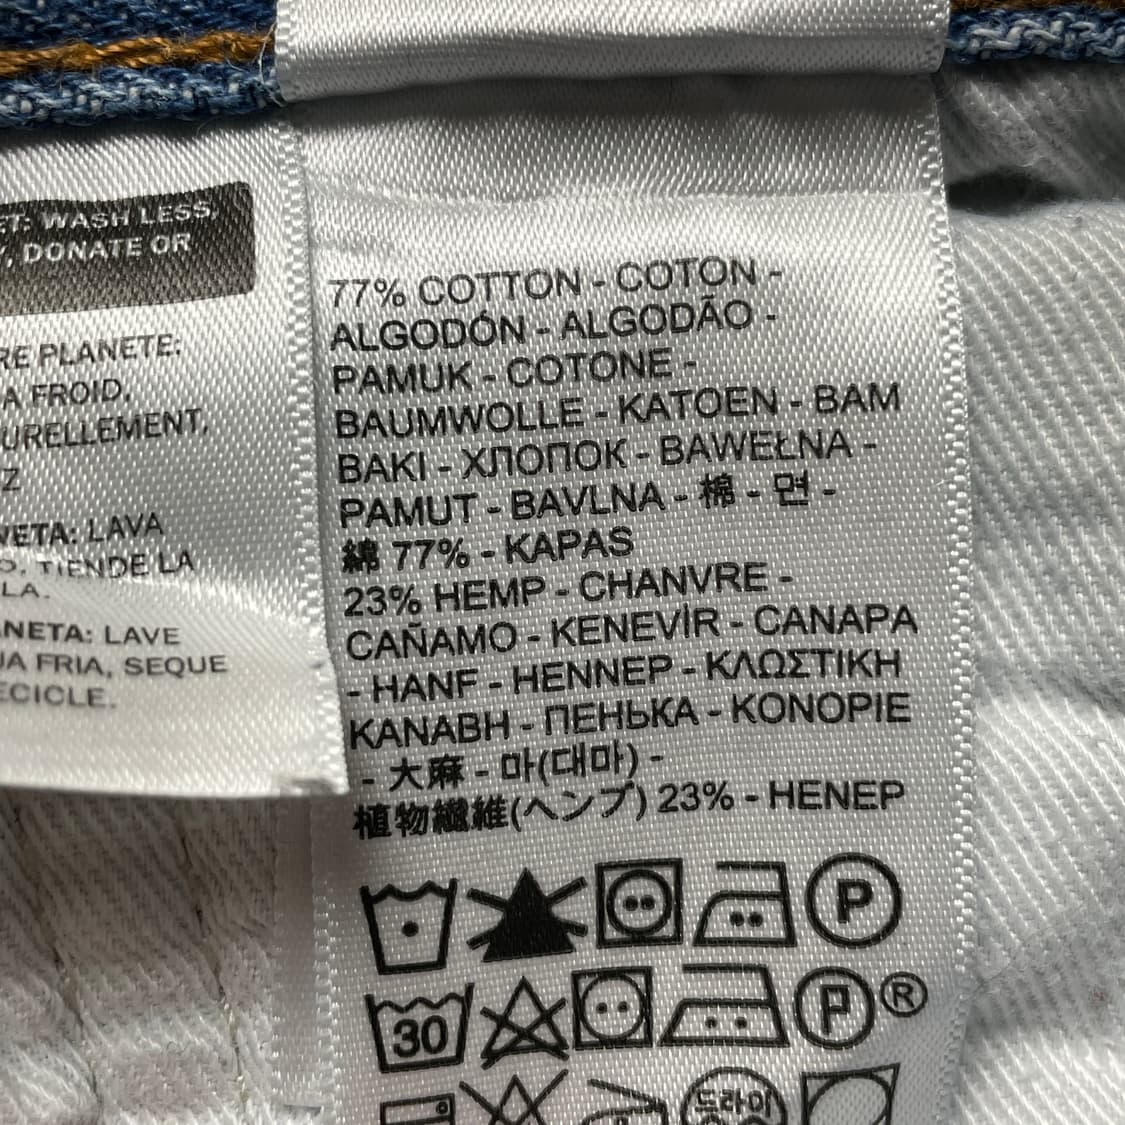 ET: WASH LESS,
, DONATE OR
RE PLANETE:
A FROID,
URELLEMENT,
Z
NETA: LAVA
O, TIENDE LA
LA.
NETA: LAVE
UA FRIA, SEQUE
ECICLE.
77% COTTON - COTON -
ALGODÓN - ALGODÃO -
PAMUK - COTONE -
BAUMWOLLE - KATOEN - BAM
BAKI - ХЛОПОК - BAWEŁNA -
PAMUT - BAVLNA - 棉 - 면 -
綿 77% - KAPAS
23% HEMP - CHANVRE -
CAÑAMO - KENEVİR - CANAPA
- HANF - HENNEP - ΚΛΩΣΤΙΚΗ
ΚΑΝΑΒΗ - ПЕНЬКА - KONOPIE
- 大麻 - 마(대마) -
植物繊維(ヘンプ) 23% - HENEP
P
30 P ®
드라이